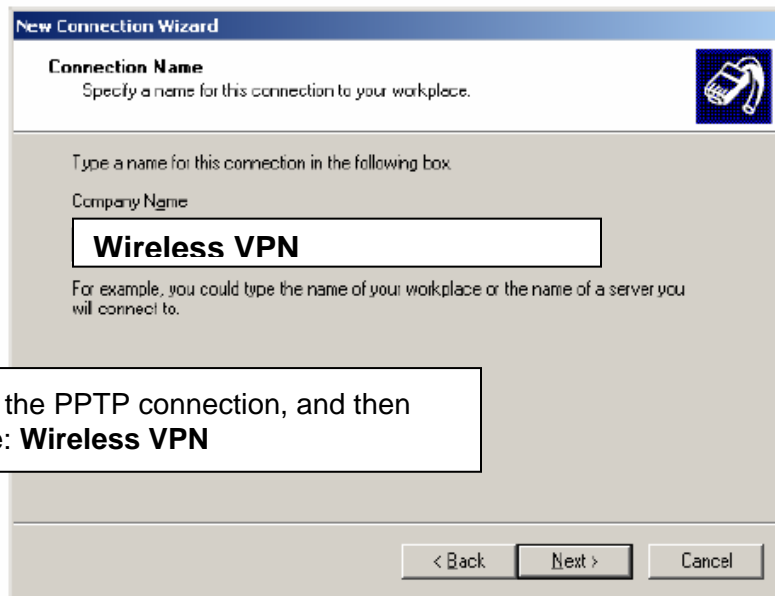 New Connection Wizard
Connection Name
Specify a name for this connection to your workplace.
Type a name for this connection in the following box.
Company Name
Wireless VPN
For example, you could type the name of your workplace or the name of a server you
will connect to.
the PPTP connection, and then
: Wireless VPN
< Back
Next >
Cancel